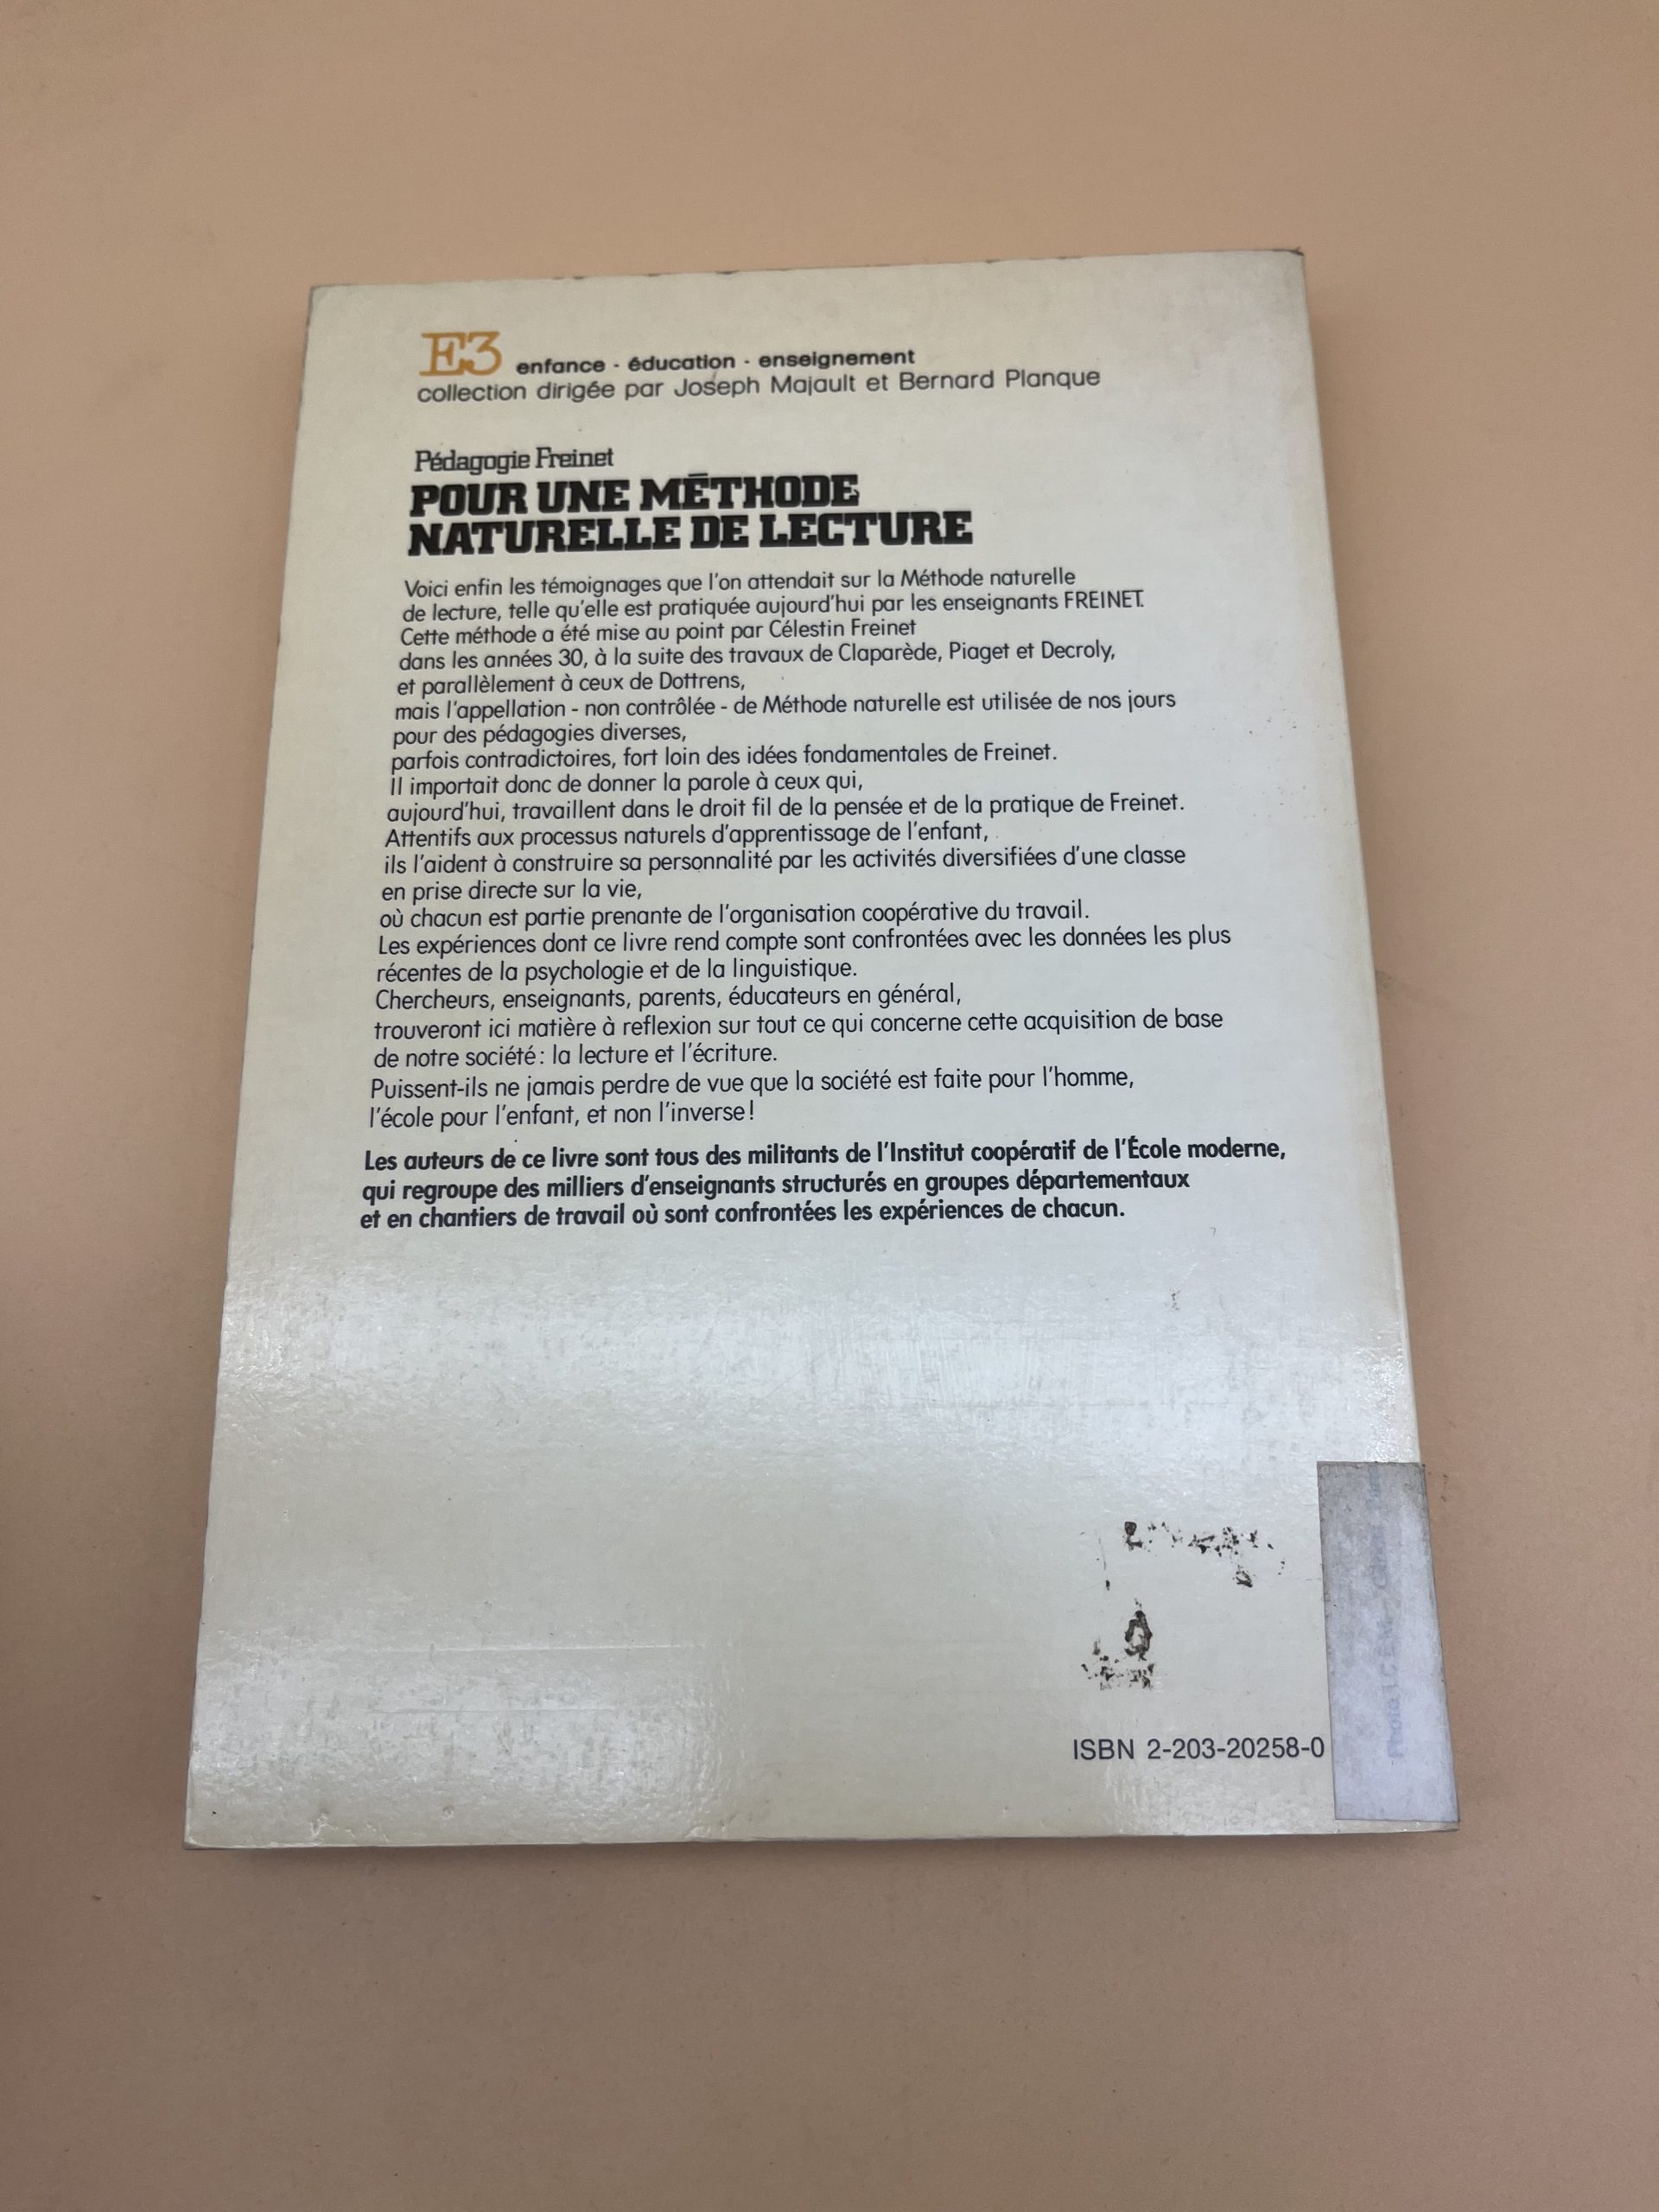 E3 enfance - éducation - enseignement
collection dirigée par Joseph Majault et Bernard Planque
Pédagogie Freinet
POUR UNE MÉTHODE
NATURELLE DE LECTURE
Voici enfin les témoignages que l'on attendait sur la Méthode naturelle
de lecture, telle qu'elle est pratiquée aujourd'hui par les enseignants FREINET.
Cette méthode a été mise au point par Célestin Freinet
dans les années 30, à la suite des travaux de Claparède, Piaget et Decroly,
et parallèlement à ceux de Dottrens,
mais l'appellation - non contrôlée - de Méthode naturelle est utilisée de nos jours
pour des pédagogies diverses,
parfois contradictoires, fort loin des idées fondamentales de Freinet.
Il importait donc de donner la parole à ceux qui,
aujourd'hui, travaillent dans le droit fil de la pensée et de la pratique de Freinet.
Attentifs aux processus naturels d'apprentissage de l'enfant,
ils l'aident à construire sa personnalité par les activités diversifiées d'une classe
en prise directe sur la vie,
où chacun est partie prenante de l'organisation coopérative du travail.
Les expériences dont ce livre rend compte sont confrontées avec les données les plus
récentes de la psychologie et de la linguistique.
Chercheurs, enseignants, parents, éducateurs en général,
trouveront ici matière à reflexion sur tout ce qui concerne cette acquisition de base
de notre société : la lecture et l'écriture.
Puissent-ils ne jamais perdre de vue que la société est faite pour l'homme,
l'école pour l'enfant, et non l'inverse !
Les auteurs de ce livre sont tous des militants de l'Institut coopératif de l'École moderne,
qui regroupe des milliers d'enseignants structurés en groupes départementaux
et en chantiers de travail où sont confrontées les expériences de chacun.
ISBN 2-203-20258-0